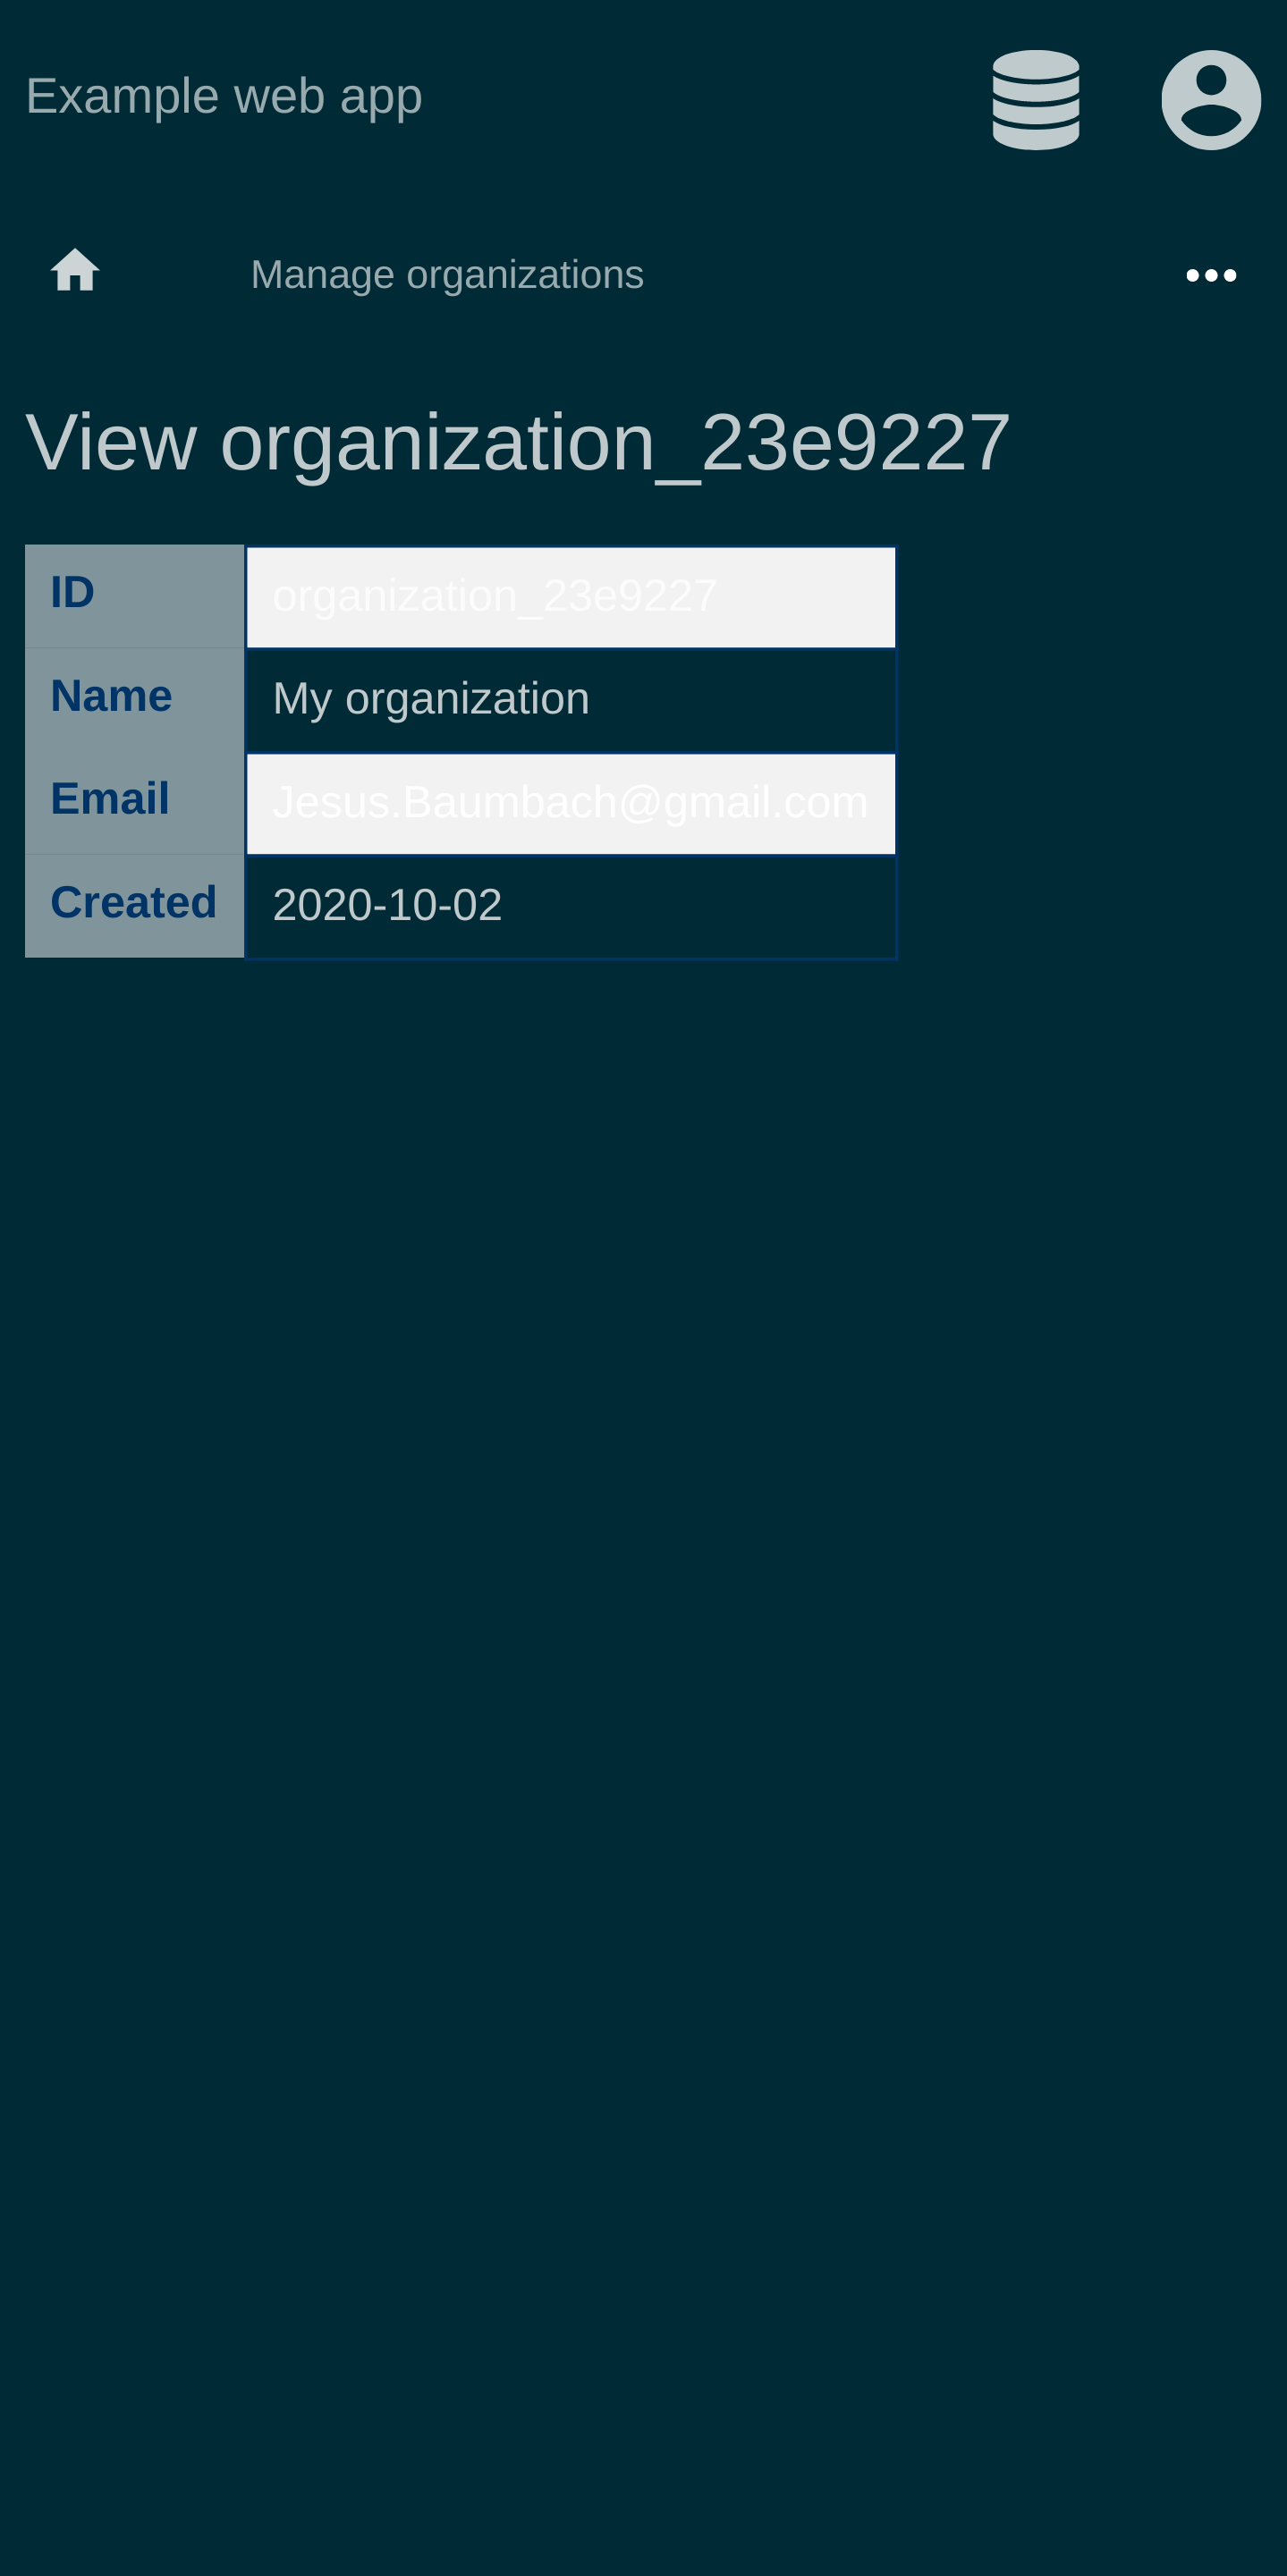 Example web app
Manage organizations
View organization_23e9227
ID organization_23e9227
Name My organization
Email Jesus.Baumbach@gmail.com
Created 2020-10-02